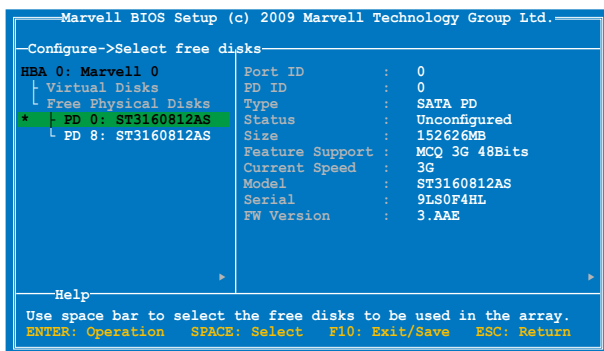 Marvell BIOS Setup (c) 2009 Marvell Technology Group Ltd.
Configure->Select free disks
HBA 0: Marvell 0
Virtual Disks
Free Physical Disks
* PD 0: ST3160812AS
PD 8: ST3160812AS
Port ID : 0
PD ID : 0
Type : SATA PD
Status : Unconfigured
Size : 152626MB
Feature Support : MCQ 3G 48Bits
Current Speed : 3G
Model : ST3160812AS
Serial : 9LS0F4HL
FW Version : 3.AAE
Help
Use space bar to select the free disks to be used in the array.
ENTER: Operation SPACE: Select F10: Exit/Save ESC: Return